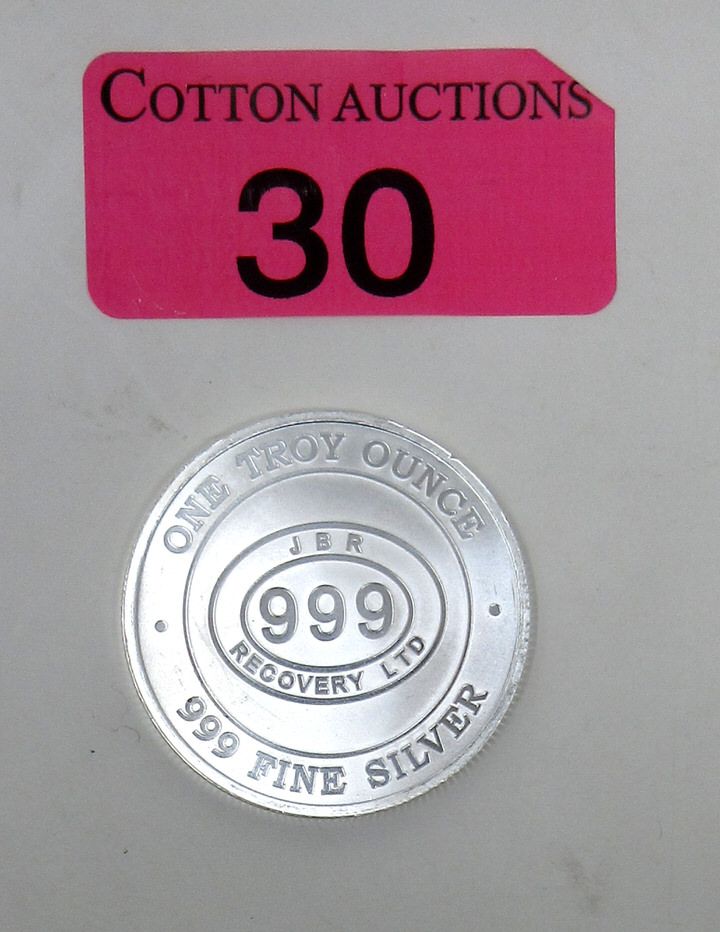 COTTON AUCTIONS
30
ONE TROY OUNCE
JBR
999
RECOVERY LTD
999 FINE SILVER